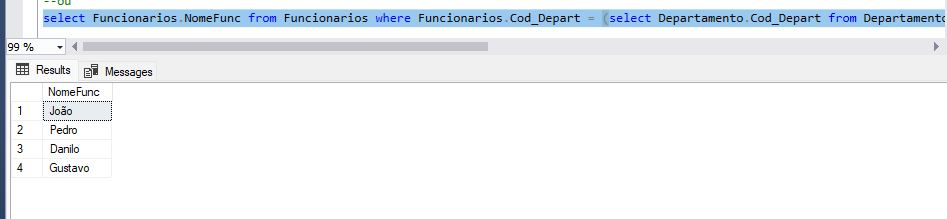 --ou
select Funcionarios.NomeFunc from Funcionarios where Funcionarios.Cod_Depart = (select Departamento.Cod_Depart from Departamento
99 %
Results Messages
NomeFunc
1 João
2 Pedro
3 Danilo
4 Gustavo